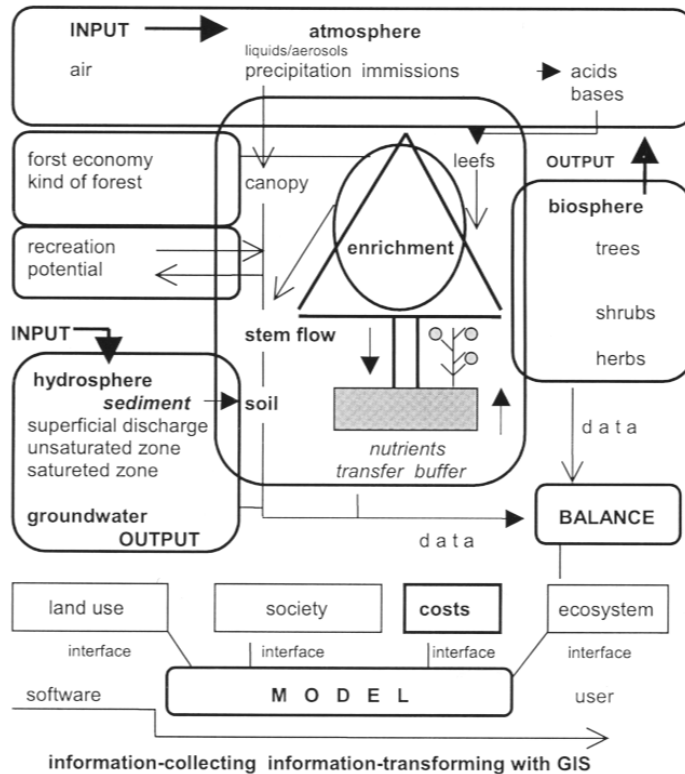 INPUT
atmosphere
liquids/aerosols
air
precipitation immissions
acids
bases
forst economy
kind of forest
canopy
leefs
OUTPUT
biosphere
recreation
potential
enrichment
trees
shrubs
herbs
INPUT
stem flow
hydrosphere
sediment
soil
superficial discharge
unsaturated zone
satureted zone
nutrients
transfer buffer
data
groundwater
OUTPUT
data
BALANCE
land use
society
costs
ecosystem
interface
interface
interface
interface
software
MODEL
user
information-collecting information-transforming with GIS